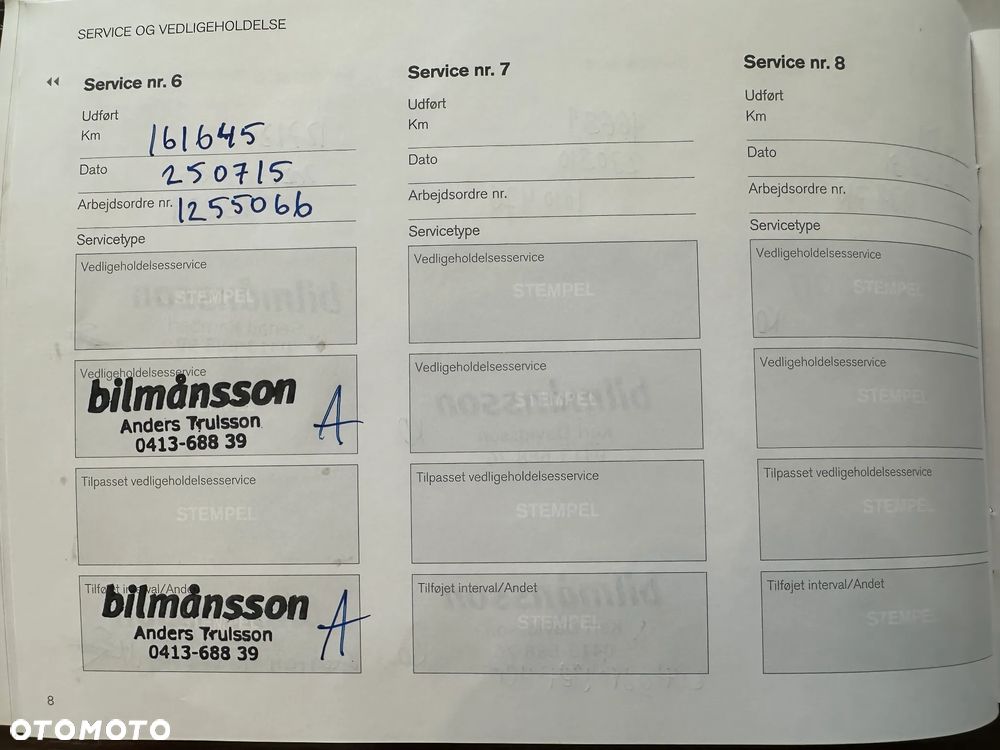 SERVICE OG VEDLIGEHOLDELSE
Service nr. 6
Udført
Km 161645
Dato 250715
Arbejdsordre nr. 1255066
Servicetype
Vedligeholdelsesservice
STEMPEL
Vedligeholdelsesservice
bilmånsson
Anders Trulsson
0413-688 39
A
Tilpasset vedligeholdelsesservice
STEMPEL
Tilføjet interval/Andet
bilmånsson
Anders Trulsson
0413-688 39
A
8
Service nr. 7
Udført
Km
Dato
Arbejdsordre nr.
Servicetype
Vedligeholdelsesservice
STEMPEL
Vedligeholdelsesservice
STEMPEL
Tilpasset vedligeholdelsesservice
STEMPEL
Tilføjet interval/Andet
STEMPEL
Service nr. 8
Udført
Km
Dato
Arbejdsordre nr.
Servicetype
Vedligeholdelsesservice
STEMPEL
Vedligeholdelsesservice
STEMPEL
Tilpasset vedligeholdelsesservice
STEMPEL
Tilføjet interval/Andet
STEMPEL
OTOMOTO